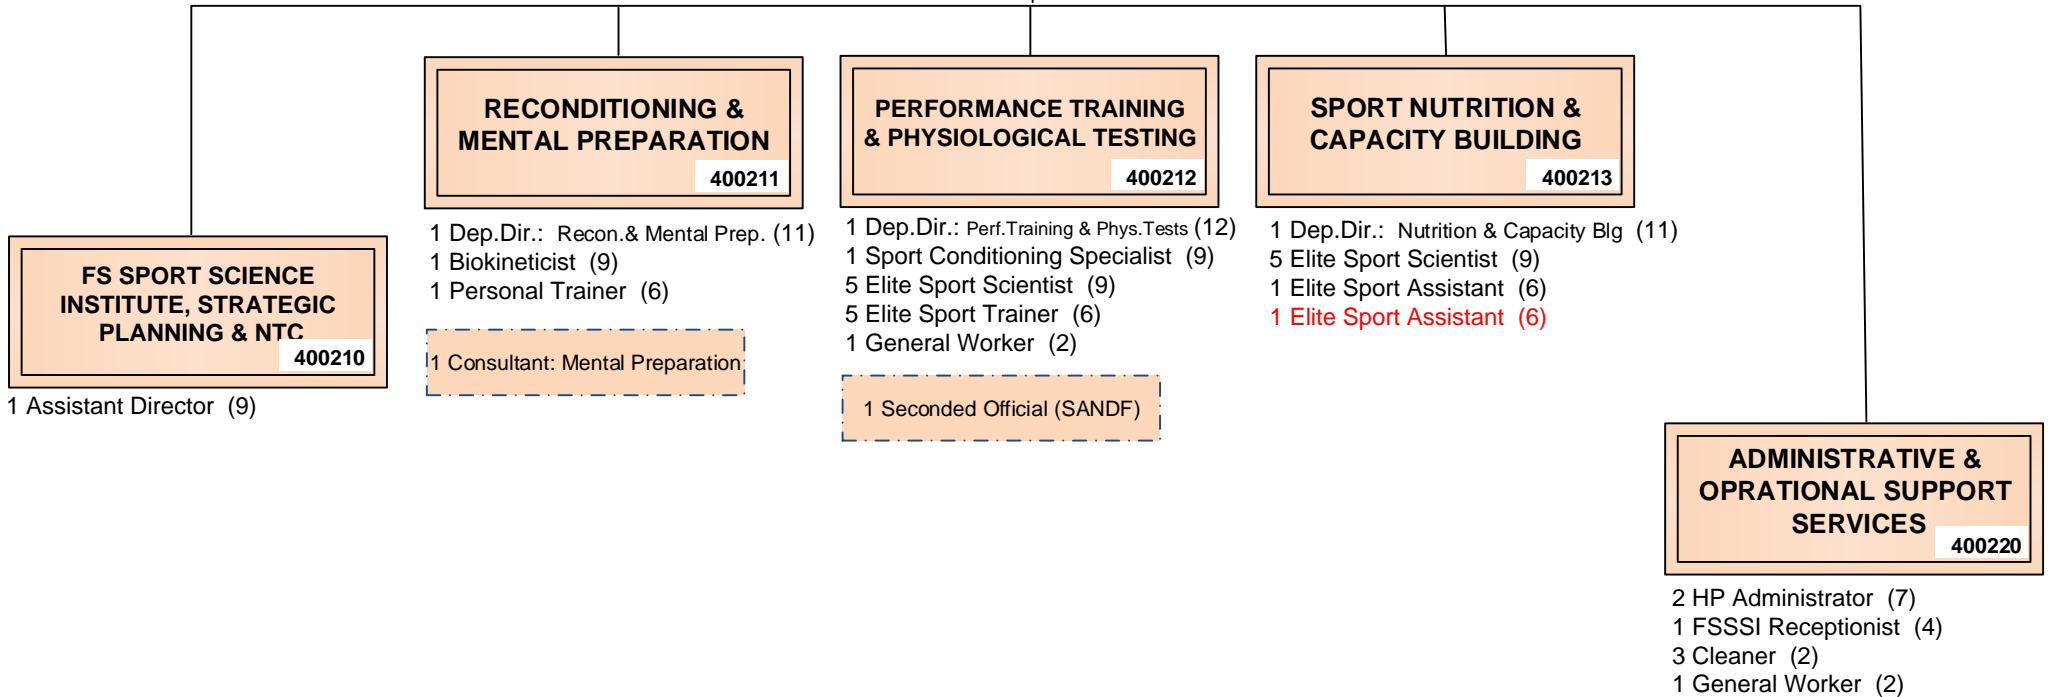 FS SPORT SCIENCE
INSTITUTE, STRATEGIC
PLANNING & NTC
400210
1 Assistant Director (9)
RECONDITIONING &
MENTAL PREPARATION
400211
1 Dep.Dir.: Recon.& Mental Prep. (11)
1 Biokineticist (9)
1 Personal Trainer (6)
1 Consultant: Mental Preparation
PERFORMANCE TRAINING
& PHYSIOLOGICAL TESTING
400212
1 Dep.Dir.: Perf.Training & Phys.Tests (12)
1 Sport Conditioning Specialist (9)
5 Elite Sport Scientist (9)
5 Elite Sport Trainer (6)
1 General Worker (2)
1 Seconded Official (SANDF)
SPORT NUTRITION &
CAPACITY BUILDING
400213
1 Dep.Dir.: Nutrition & Capacity Blg (11)
5 Elite Sport Scientist (9)
1 Elite Sport Assistant (6)
1 Elite Sport Assistant (6)
ADMINISTRATIVE &
OPRATIONAL SUPPORT
SERVICES
400220
2 HP Administrator (7)
1 FSSSI Receptionist (4)
3 Cleaner (2)
1 General Worker (2)